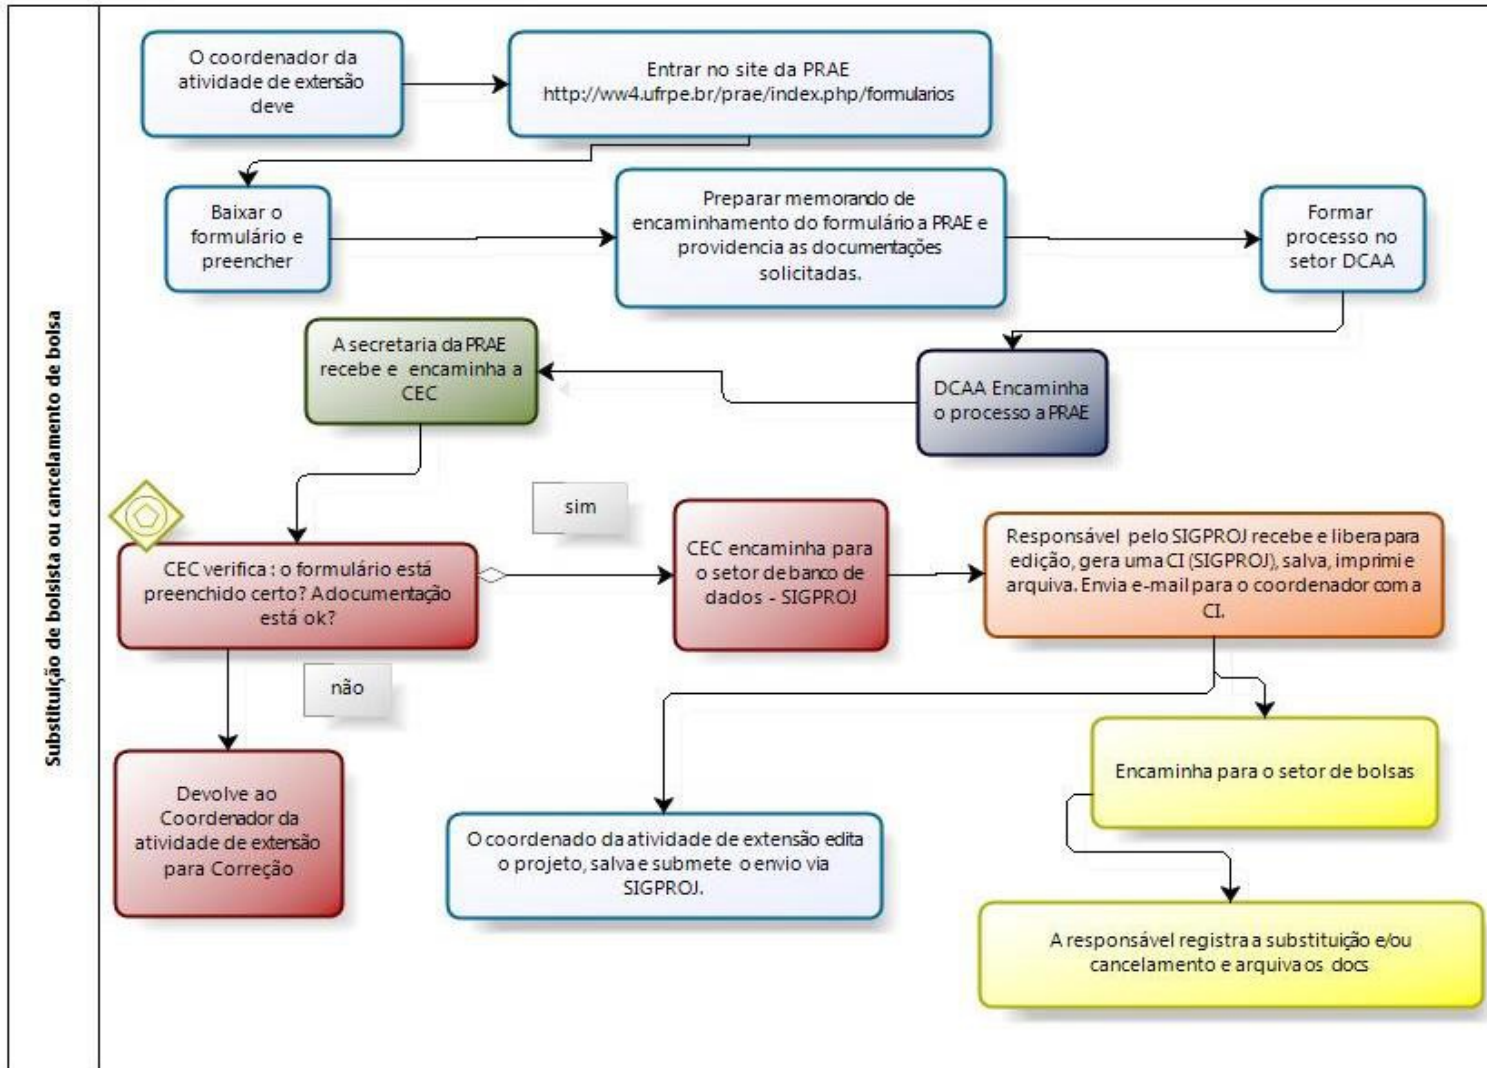 Substituição de bolsista ou cancelamento de bolsa
O coordenador da
atividade de extensão
deve
Entrar no site da PRAE
http://ww4.ufrpe.br/prae/index.php/formularios
Baixar o
formulário e
preencher
Preparar memorando de
encaminhamento do formulário a PRAE e
providencia as documentações
solicitadas.
Formar
processo no
setor DCAA
A secretaria da PRAE
recebe e encaminha a
CEC
DCAA Encaminha
o processo a PRAE
CEC verifica : o formulário está
preenchido certo? A documentação
está ok?
sim
CEC encaminha para
o setor de banco de
dados - SIGPROJ
Responsável pelo SIGPROJ recebe e libera para
edição, gera uma CI (SIGPROJ), salva, imprimi e
arquiva. Envia e-mail para o coordenador com a
CI.
não
Devolve ao
Coordenador da
atividade de extensão
para Correção
O coordenado da atividade de extensão edita
o projeto, salva e submete o envio via
SIGPROJ.
Encaminha para o setor de bolsas
A responsável registra a substituição e/ou
cancelamento e arquiva os docs